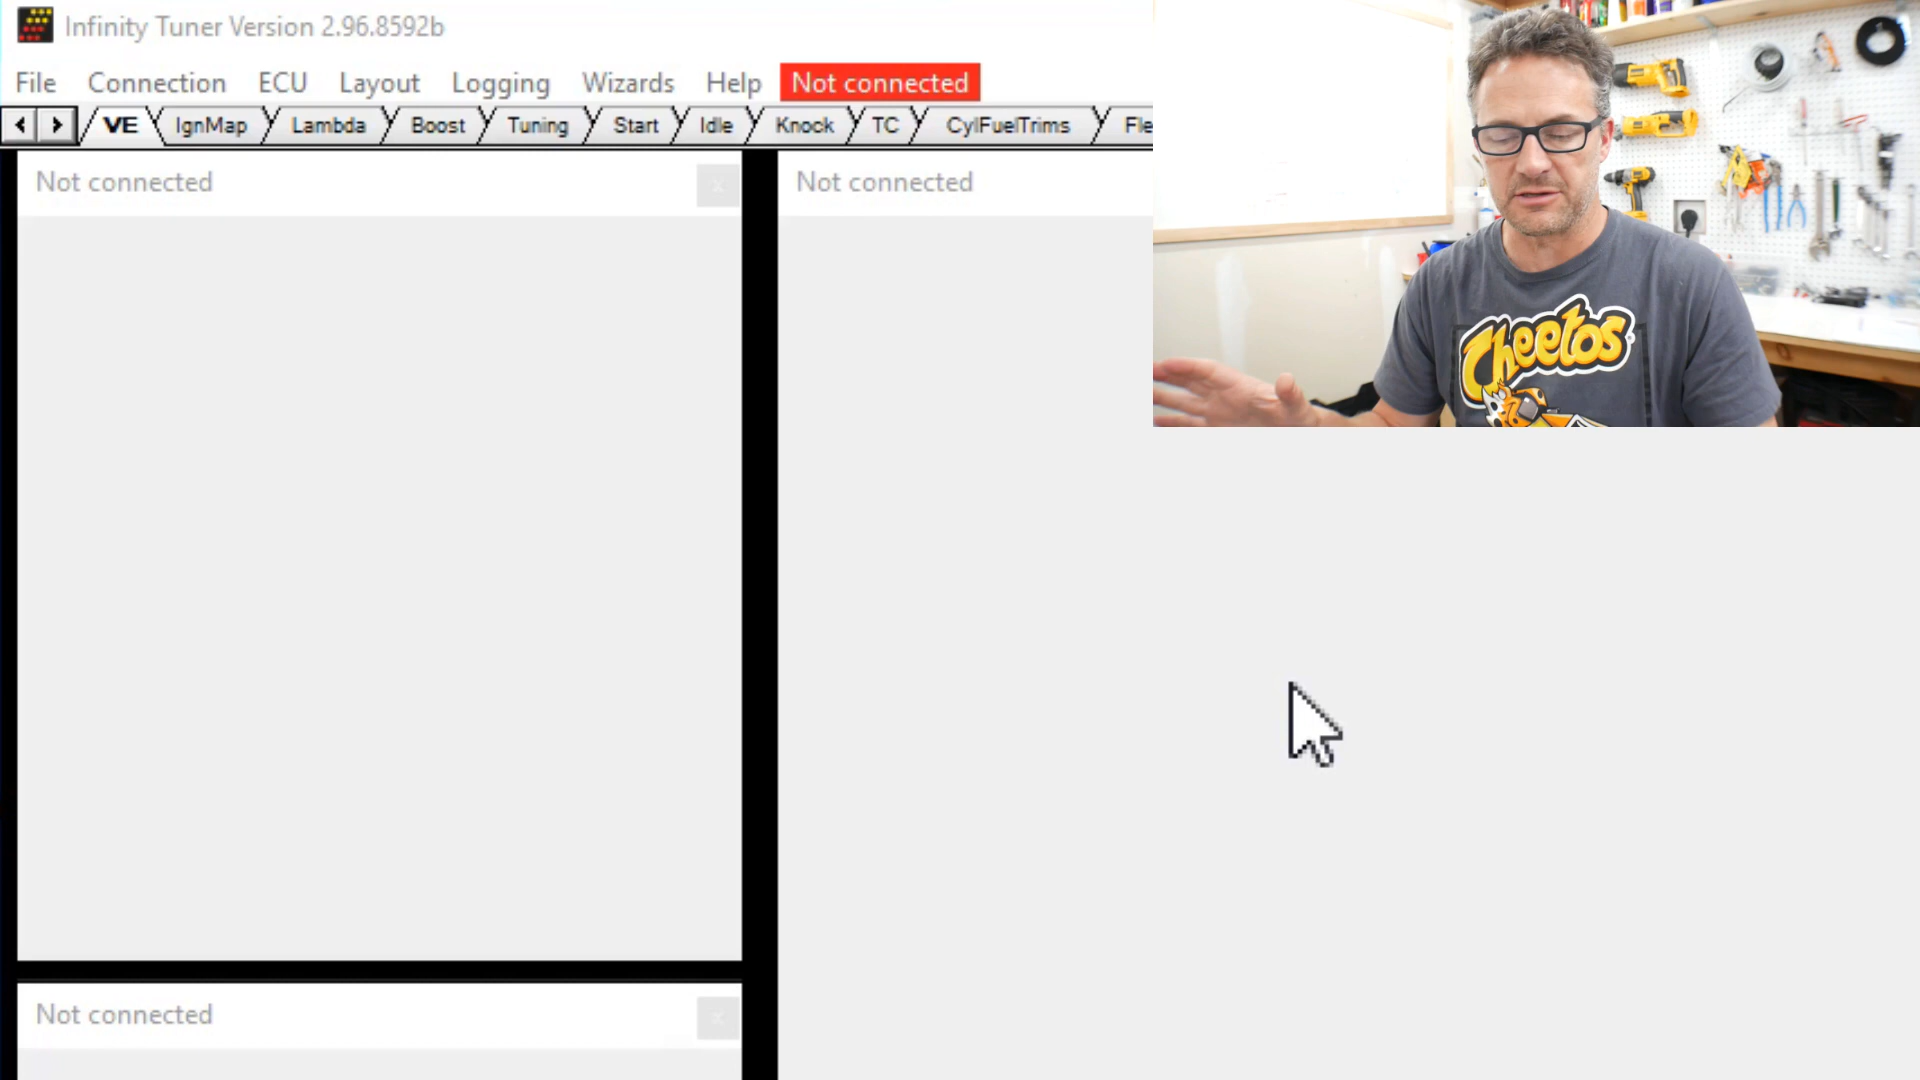 Infinity Tuner Version 2.96.8592b
File Connection ECU Layout Logging Wizards Help Not connected
VE IgnMap Lambda Boost Tuning Start Idle Knock TC CylFuelTrims Fle
Not connected x
Not connected
Cheetos
Not connected x